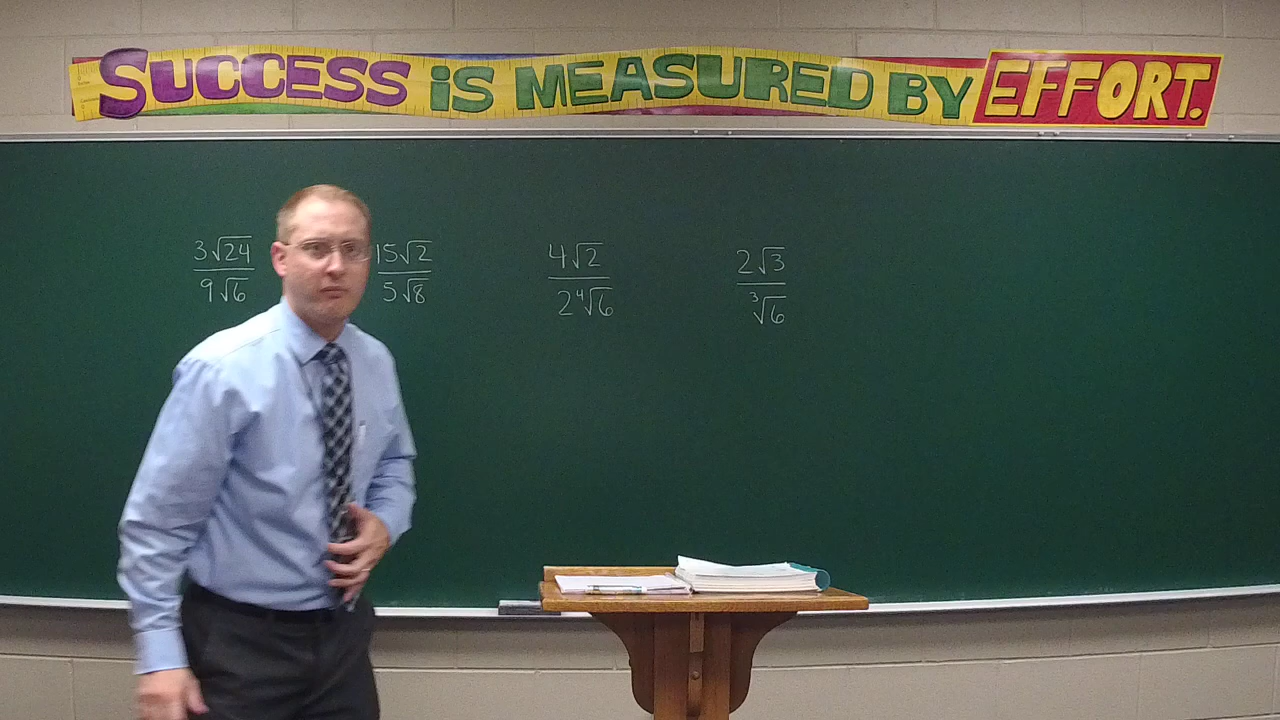 SUCCESS iS MEASURED BY EFFORT.
3√24 / 9√6
15√2 / 5√8
4√2 / 2⁴√6
2√3 / ³√6